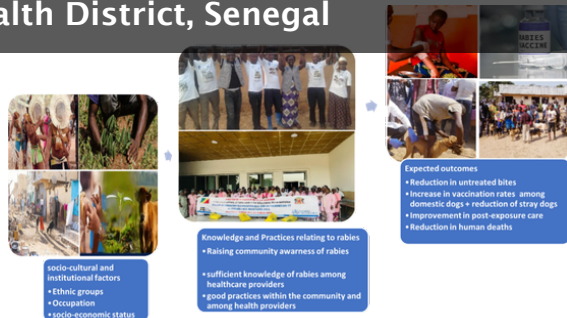 alth District, Senegal
RABIES
VACCINE
socio-cultural and
institutional factors
•Ethnic groups
•Occupation
•socio-economic status
Knowledge and Practices relating to rabies
•Raising community awareness of rabies
•sufficient knowledge of rabies among
healthcare providers
•good practices within the community and
among health providers
Expected outcomes
•Reduction in untreated bites
•Increase in vaccination rates among
domestic dogs + reduction of stray dogs
•Improvement in post-exposure care
•Reduction in human deaths